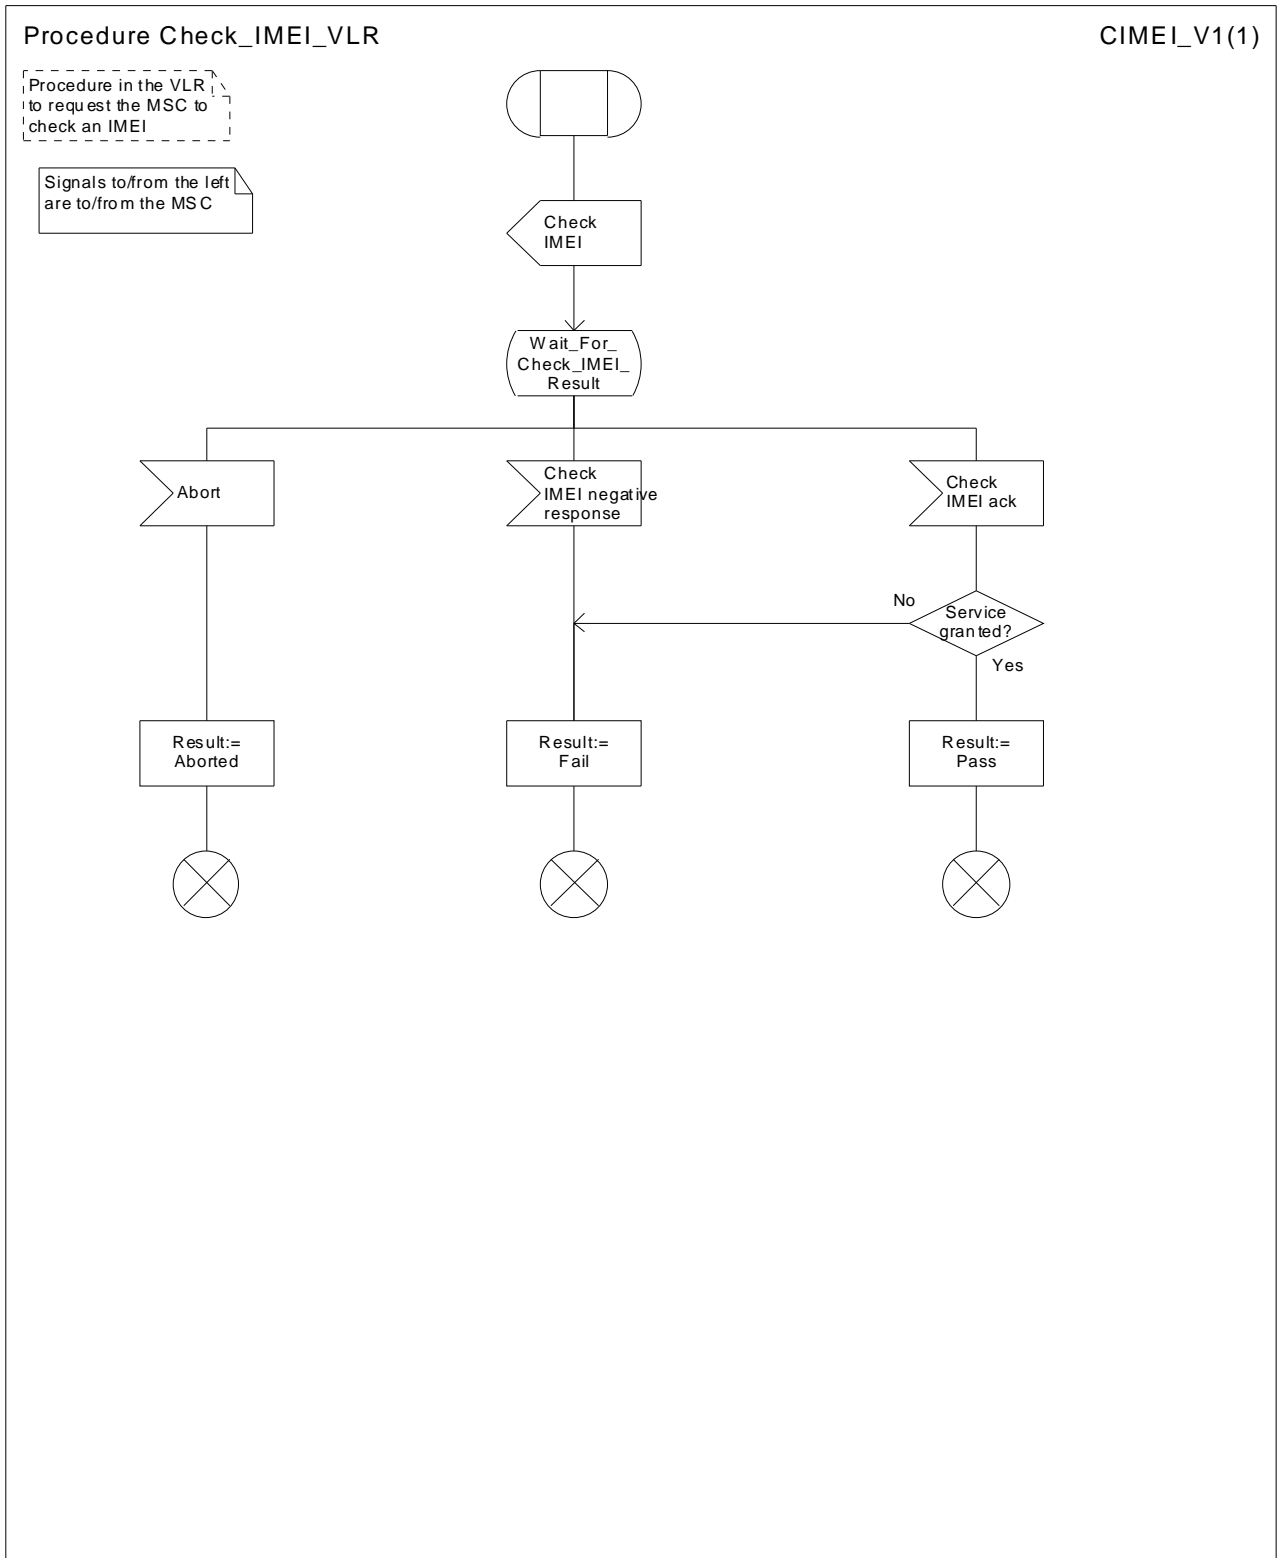 Procedure Check_IMEI_VLR
CIMEI_V1(1)
Procedure in the VLR
to request the MSC to
check an IMEI
Signals to/from the left
are to/from the MSC
Check
IMEI
Wait_For_
Check_IMEI_
Result
Abort
Check
IMEI negative
response
Check
IMEI ack
No
Service
granted?
Yes
Result:=
Aborted
Result:=
Fail
Result:=
Pass